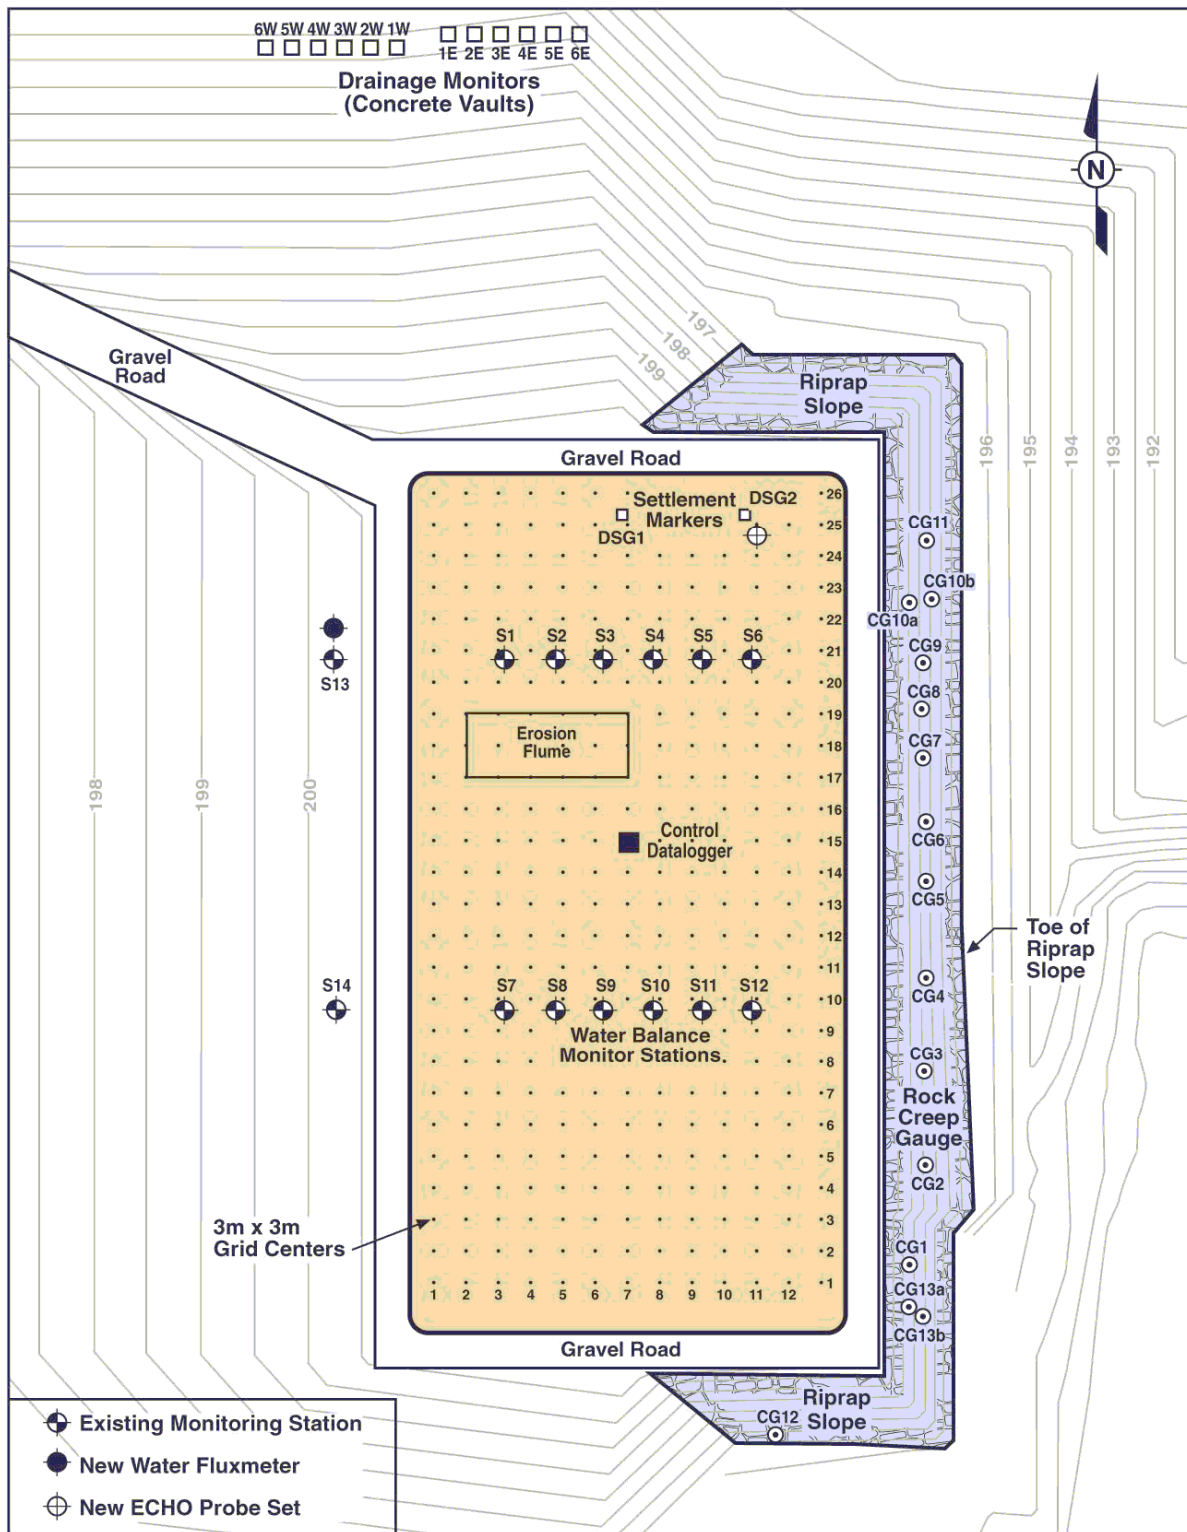 6W 5W 4W 3W 2W 1W
1E 2E 3E 4E 5E 6E
Drainage Monitors
(Concrete Vaults)
N
197
198
199
Gravel
Road
Riprap
Slope
196
195
194
193
192
Gravel Road
Settlement
Markers
DSG2
DSG1
26
25
24
23
22
21
20
19
18
17
16
15
14
13
12
11
10
9
8
7
6
5
4
3
2
1
CG11
CG10b
CG10a
CG9
CG8
CG7
CG6
CG5
CG4
CG3
S1 S2 S3 S4 S5 S6
S13
Erosion
Flume
198
199
200
Control
Datalogger
Toe of
Riprap
Slope
S14
S7 S8 S9 S10 S11 S12
Water Balance
Monitor Stations
Rock
Creep
Gauge
CG2
3m x 3m
Grid Centers
CG1
CG13a
CG13b
1 2 3 4 5 6 7 8 9 10 11 12
Gravel Road
Riprap
Slope
CG12
Existing Monitoring Station
New Water Fluxmeter
New ECHO Probe Set